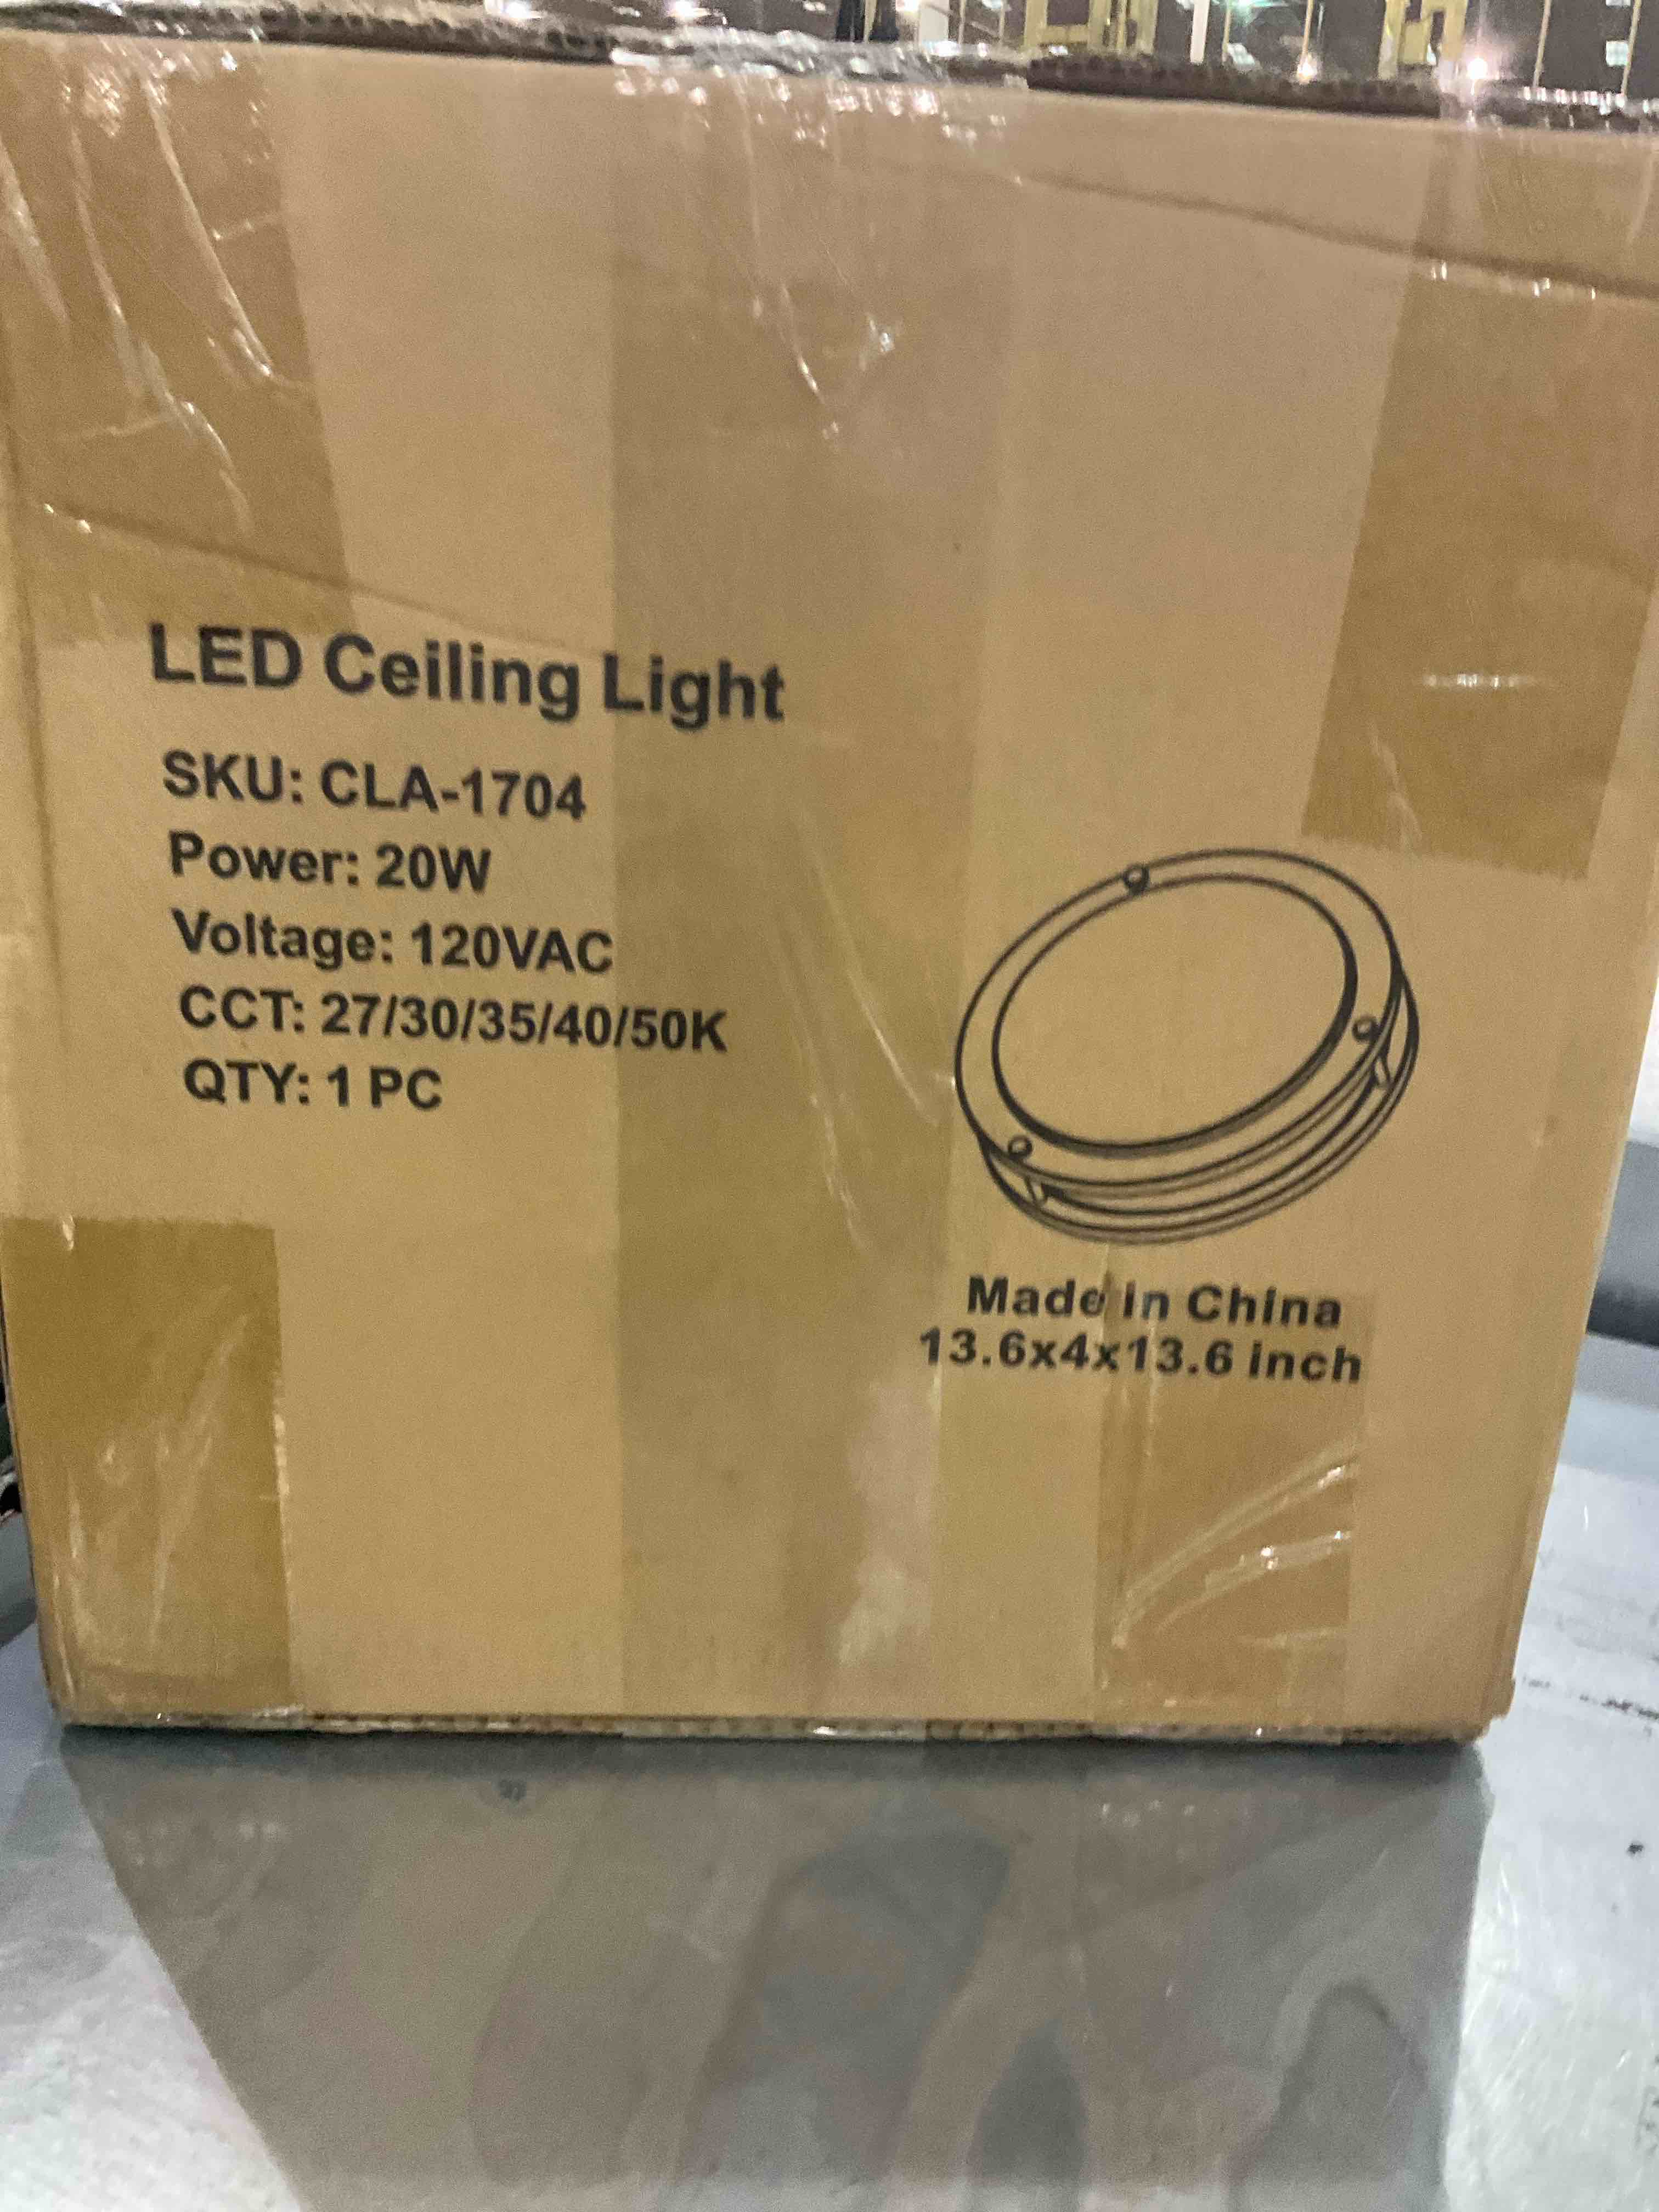 LED Ceiling Light
SKU: CLA-1704
Power: 20W
Voltage: 120VAC
CCT: 27/30/35/40/50K
QTY: 1 PC
Made in China
13.6x4x13.6 inch